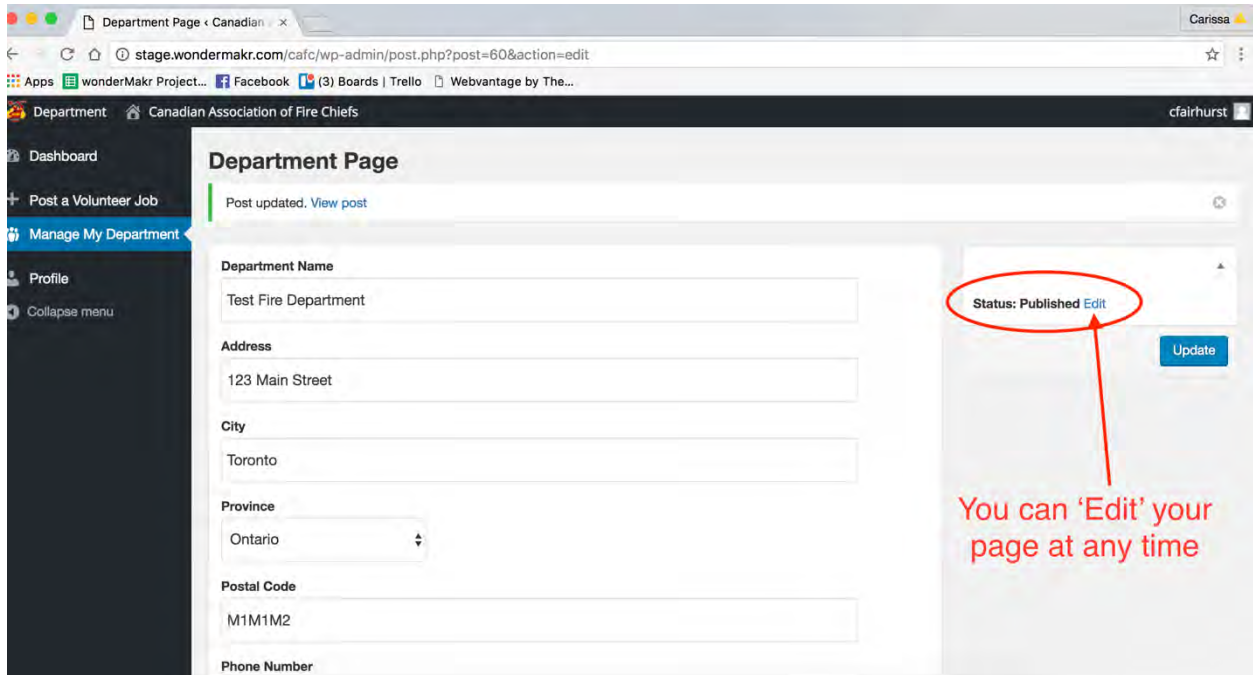 Department Page ‹ Canadian
Carissa
stage.wondermakr.com/cafc/wp-admin/post.php?post=60&action=edit
Apps wonderMakr Project... Facebook (3) Boards | Trello Webvantage by The...
Department Canadian Association of Fire Chiefs cfairhurst
Dashboard
Post a Volunteer Job
Manage My Department
Profile
Collapse menu
Department Page
Post updated. View post
Department Name
Test Fire Department
Address
123 Main Street
City
Toronto
Province
Ontario
Postal Code
M1M1M2
Phone Number
Status: Published Edit
Update
You can ‘Edit’ your
page at any time